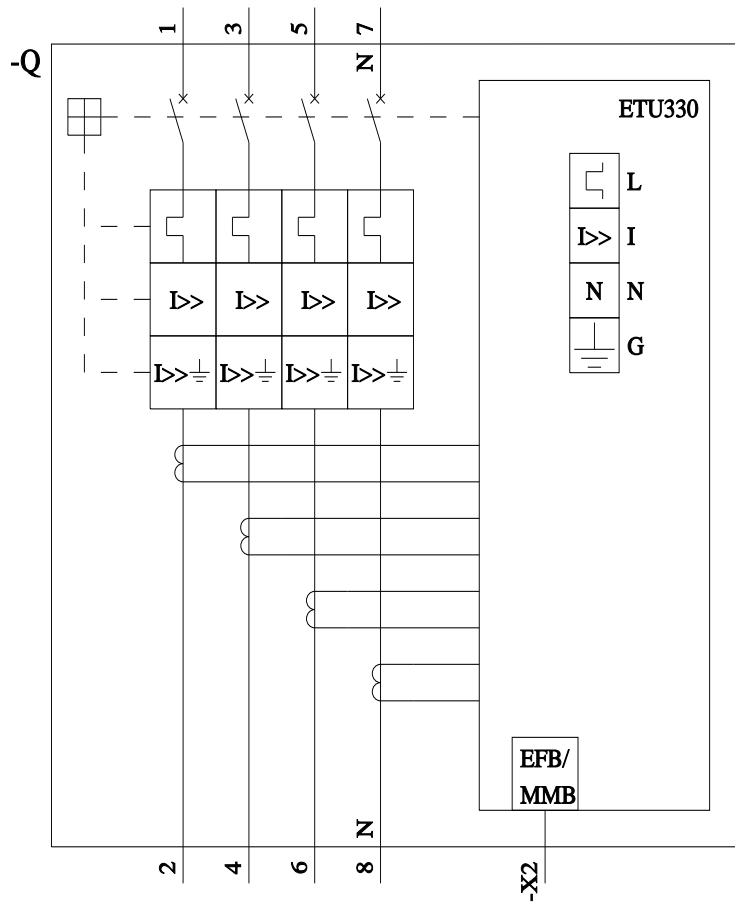 1 3 5 7
-Q
N
ETU330
L
I>> I
I>> I>> I>> I>>
N N
I>> I>> I>> I>>
G
EFB/
MMB
N
2 4 6 8 -X2